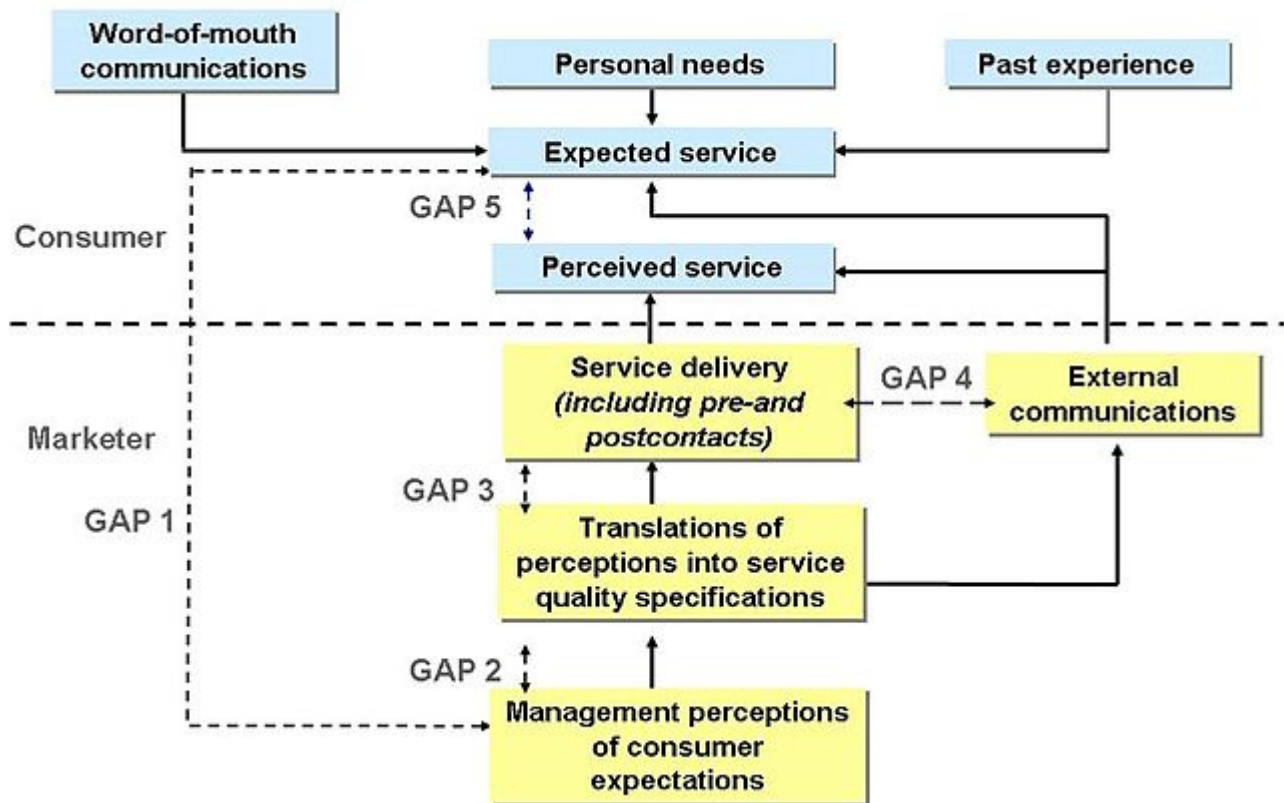 Word-of-mouth
communications
Personal needs
Past experience
Expected service
GAP 5
Consumer
Perceived service
Service delivery
(including pre-and
postcontacts)
GAP 4
External
communications
Marketer
GAP 3
GAP 1
Translations of
perceptions into service
quality specifications
GAP 2
Management perceptions
of consumer
expectations